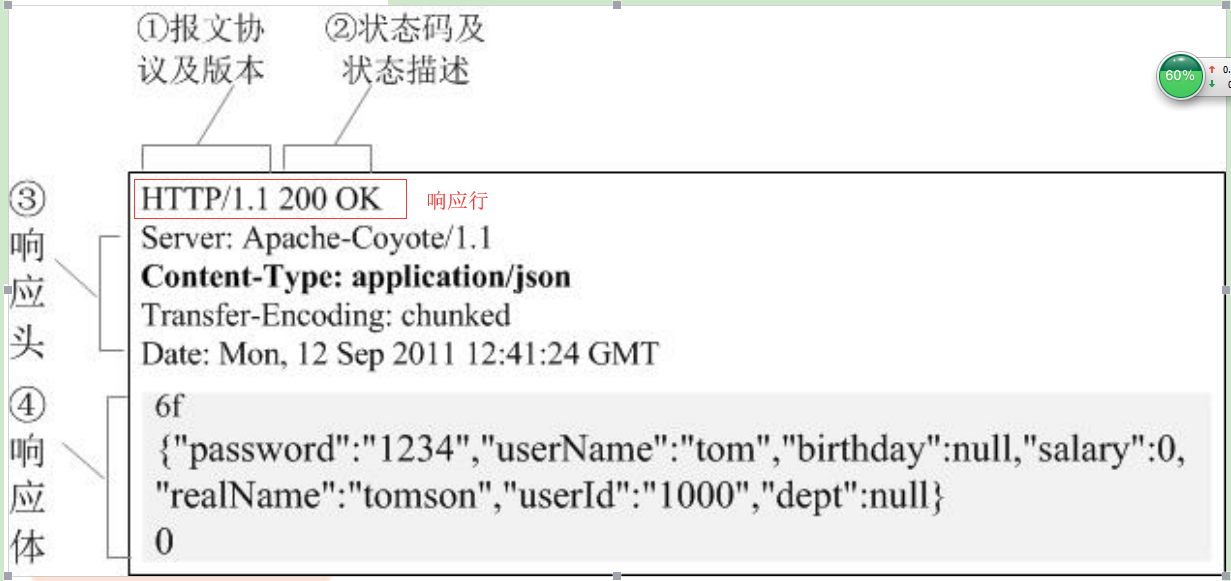 ①报文协
议及版本
②状态码及
状态描述
60%
0.
HTTP/1.1 200 OK
响应行
③
响
应
头
Server: Apache-Coyote/1.1
Content-Type: application/json
Transfer-Encoding: chunked
Date: Mon, 12 Sep 2011 12:41:24 GMT
④
响
应
体
6f
{"password":"1234","userName":"tom","birthday":null,"salary":0,
"realName":"tomson","userId":"1000","dept":null}
0